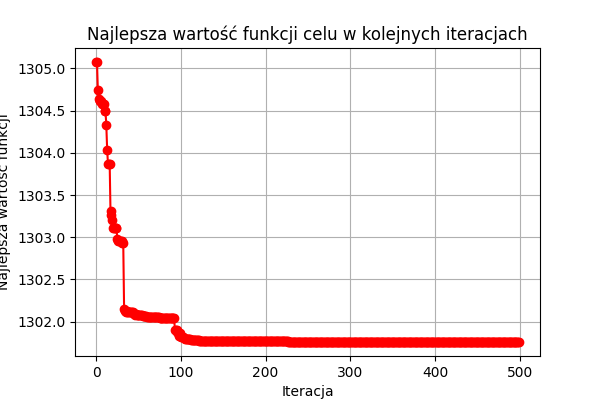 Najlepsza wartość funkcji celu w kolejnych iteracjach
Najlepsza wartość funkcji
1305.0
1304.5
1304.0
1303.5
1303.0
1302.5
1302.0
0 100 200 300 400 500
Iteracja